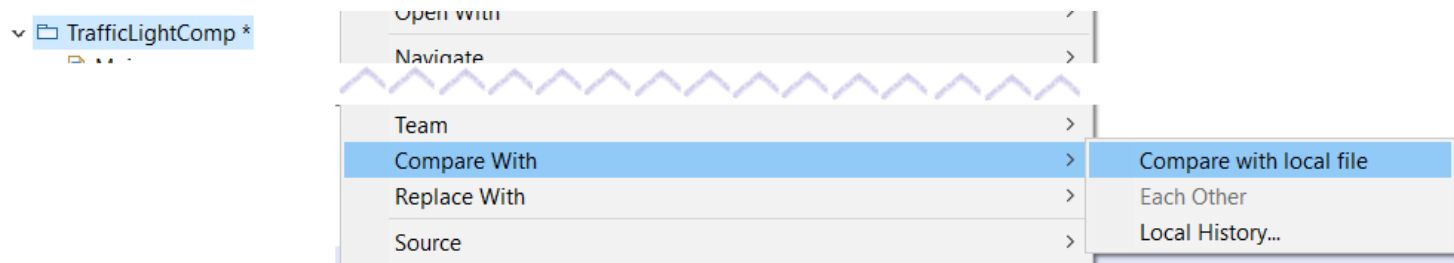 TrafficLightComp *
Open With
Navigate
Team
Compare With
Replace With
Source
Compare with local file
Each Other
Local History...